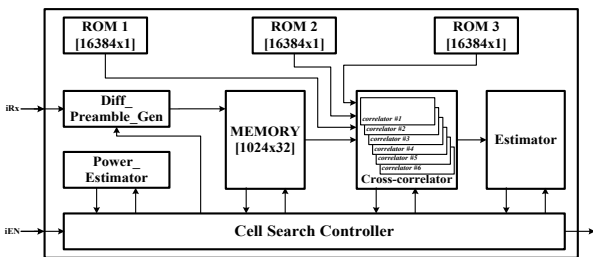 ROM 1
[16384x1]
ROM 2
[16384x1]
ROM 3
[16384x1]
iRx
Diff_
Preamble_Gen
MEMORY
[1024x32]
correlator #1
correlator #2
correlator #3
correlator #4
correlator #5
correlator #6
Cross-correlator
Estimator
Power_
Estimator
iEN
Cell Search Controller